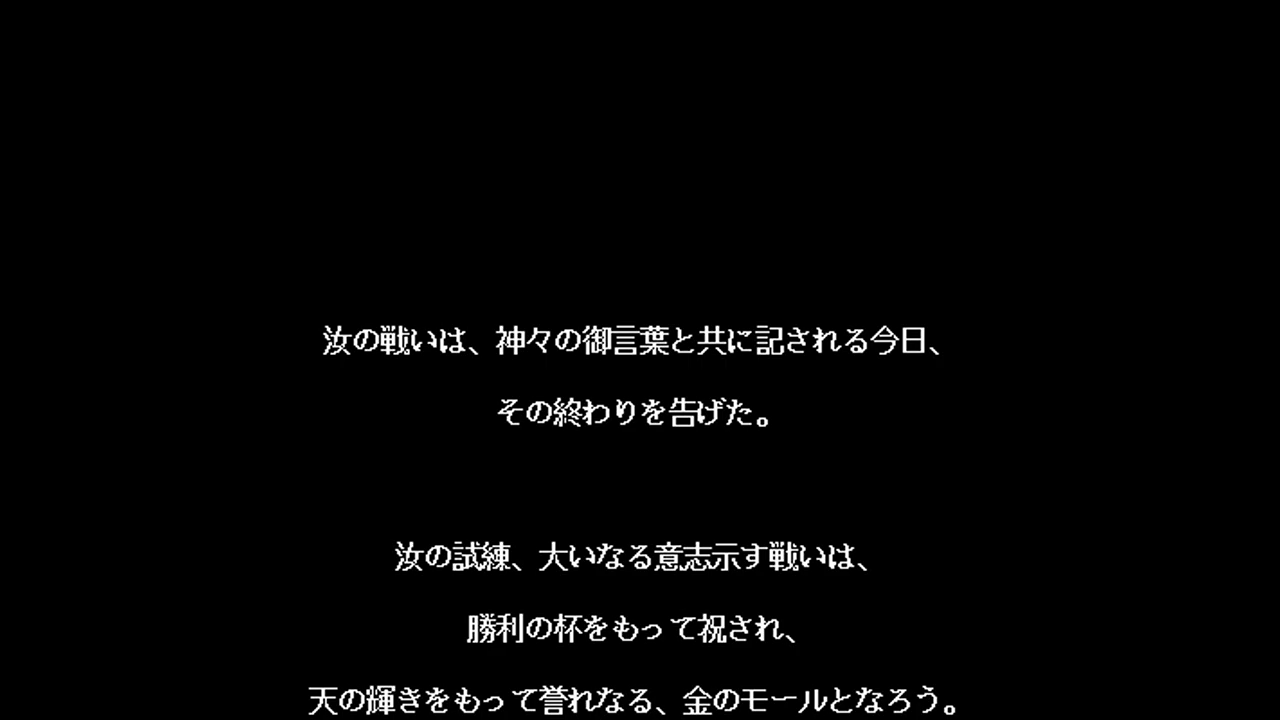 汝の戦いは、神々の御言葉と共に記される今日、
その終わりを告げた。
汝の試練、大いなる意志示す戦いは、
勝利の杯をもって祝され、
天の輝きをもって誉れなる、金のモールとなろう。